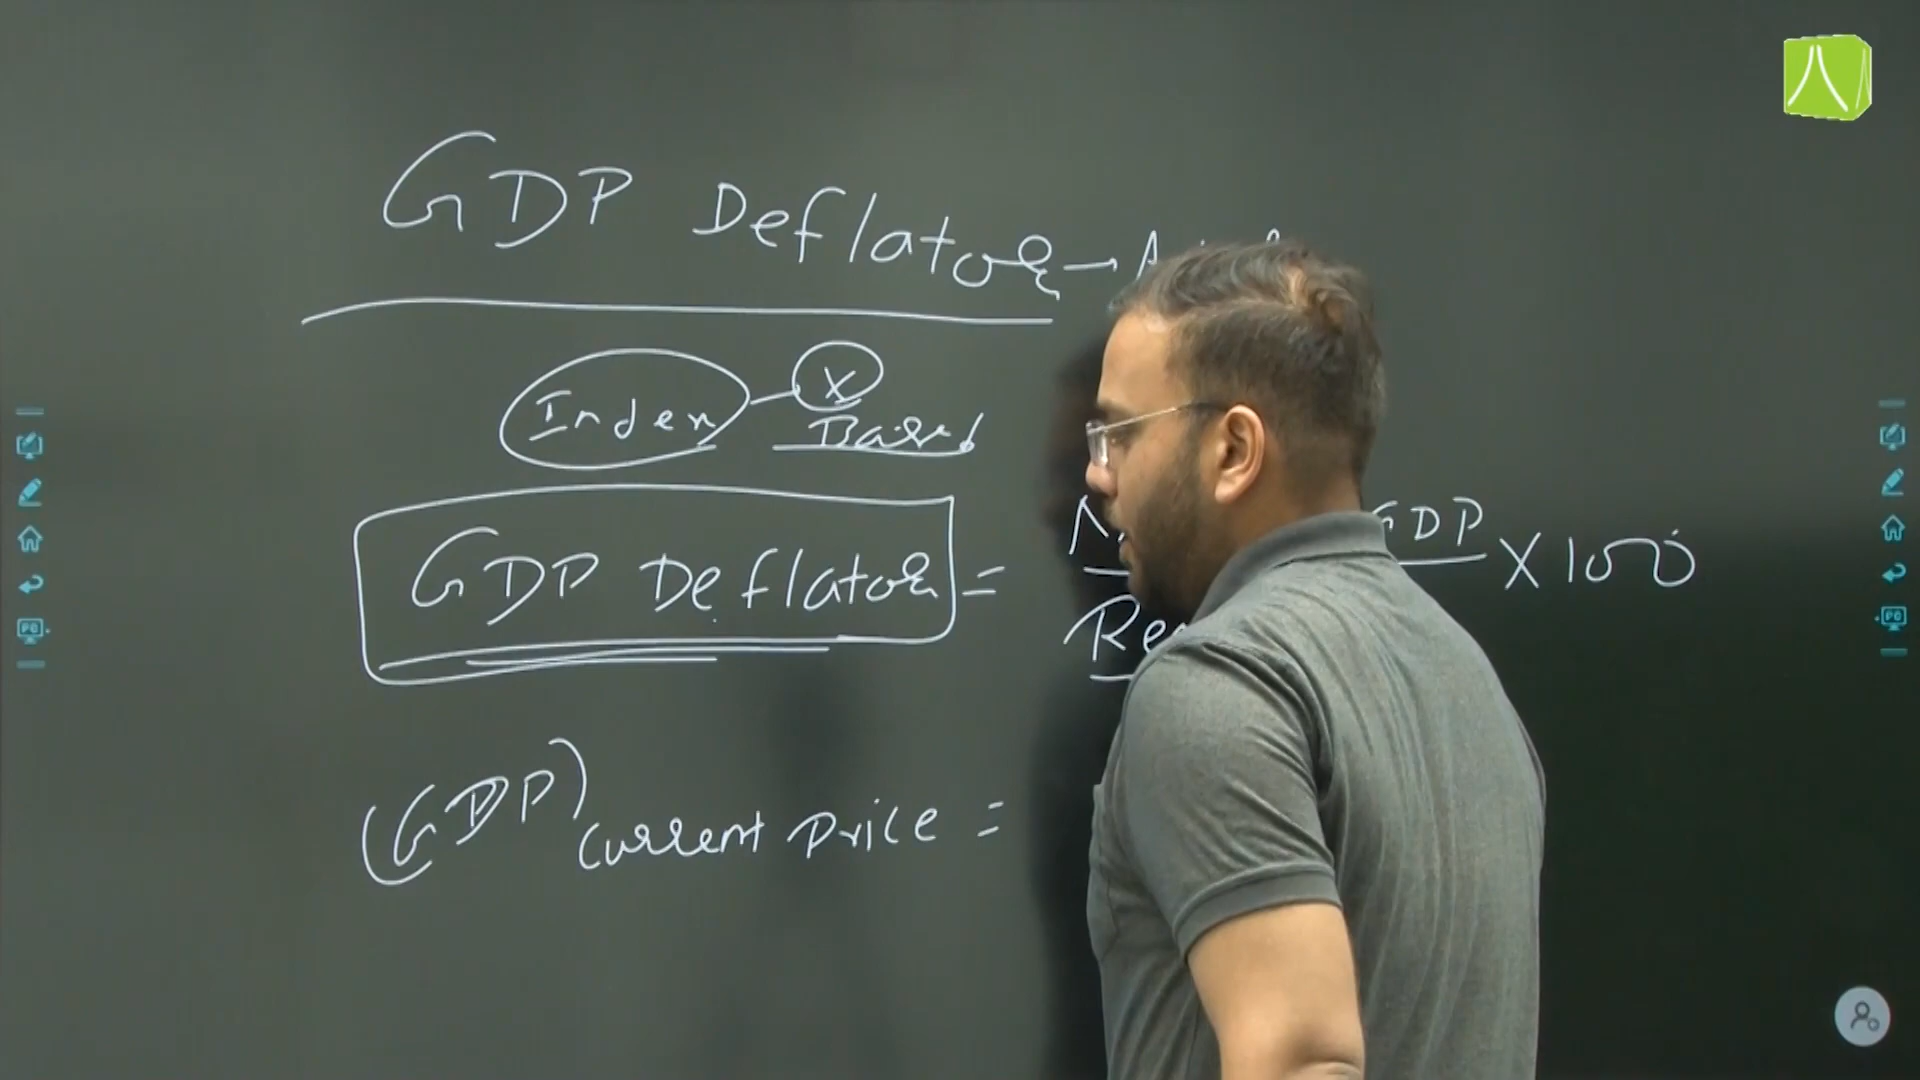 GDP Deflator →
Index - X Based
GDP Deflator = GDP X 100
(GDP) current price =